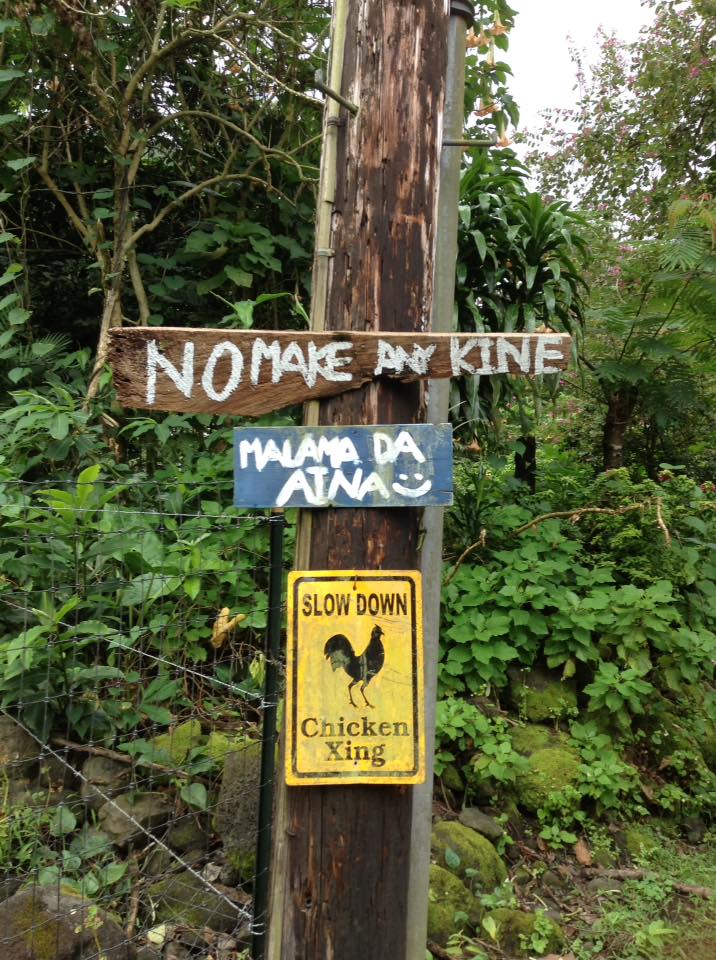 NO MAKE ANY KINE
MALAMA DA
AINA
SLOW DOWN
Chicken
Xing